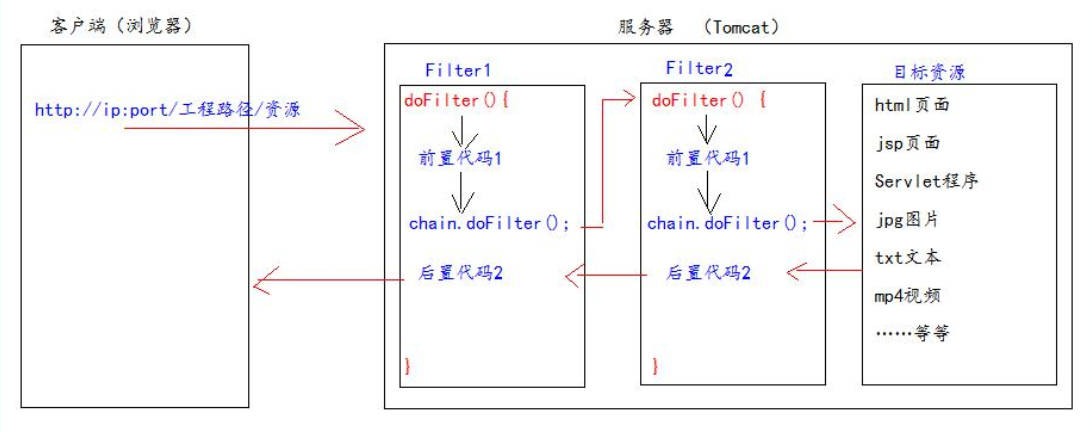 客户端（浏览器）
服务器 （Tomcat）
http://ip:port/工程路径/资源
Filter1
doFilter(){
前置代码1
chain.doFilter();
后置代码2
}
Filter2
doFilter() {
前置代码1
chain.doFilter();
后置代码2
}
目标资源
html页面
jsp页面
Servlet程序
jpg图片
txt文本
mp4视频
……等等